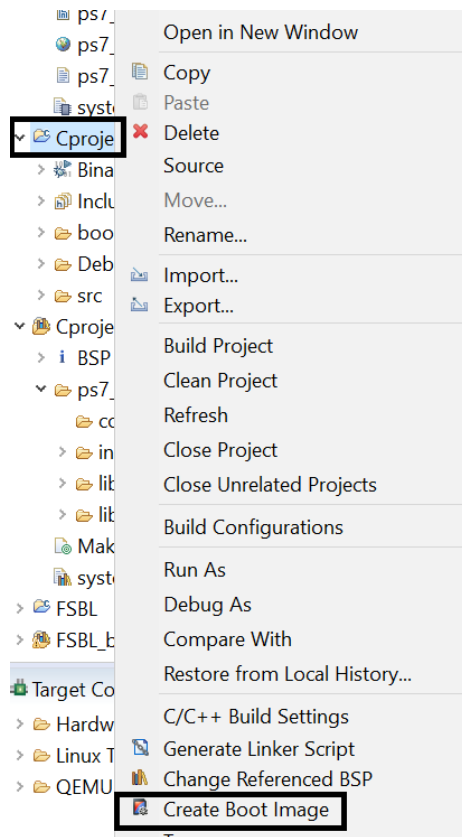 ps7_
Open in New Window
ps7_
ps7_
Copy
syst
Paste
Cproje
Delete
Bina
Source
Inclu
Move...
boo
Rename...
Deb
Import...
src
Export...
Cproje
Build Project
BSP
Clean Project
ps7_
Refresh
co
Close Project
in
lib
Close Unrelated Projects
lib
Build Configurations
Mak
syst
Run As
FSBL
Debug As
FSBL_b
Compare With
Restore from Local History...
Target Co
C/C++ Build Settings
Hardw
Generate Linker Script
Linux T
Change Referenced BSP
QEMU
Create Boot Image